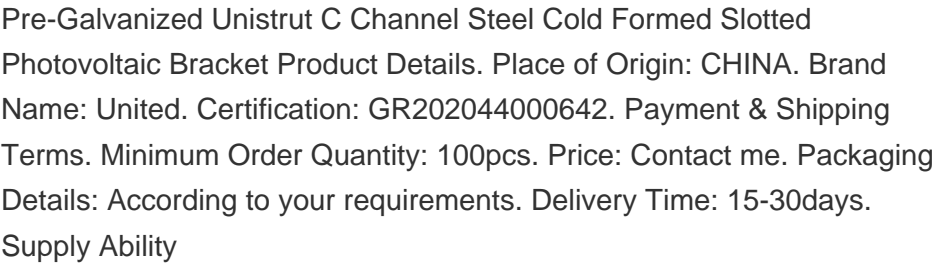 Pre-Galvanized Unistrut C Channel Steel Cold Formed Slotted
Photovoltaic Bracket Product Details. Place of Origin: CHINA. Brand
Name: United. Certification: GR202044000642. Payment & Shipping
Terms. Minimum Order Quantity: 100pcs. Price: Contact me. Packaging
Details: According to your requirements. Delivery Time: 15-30days.
Supply Ability